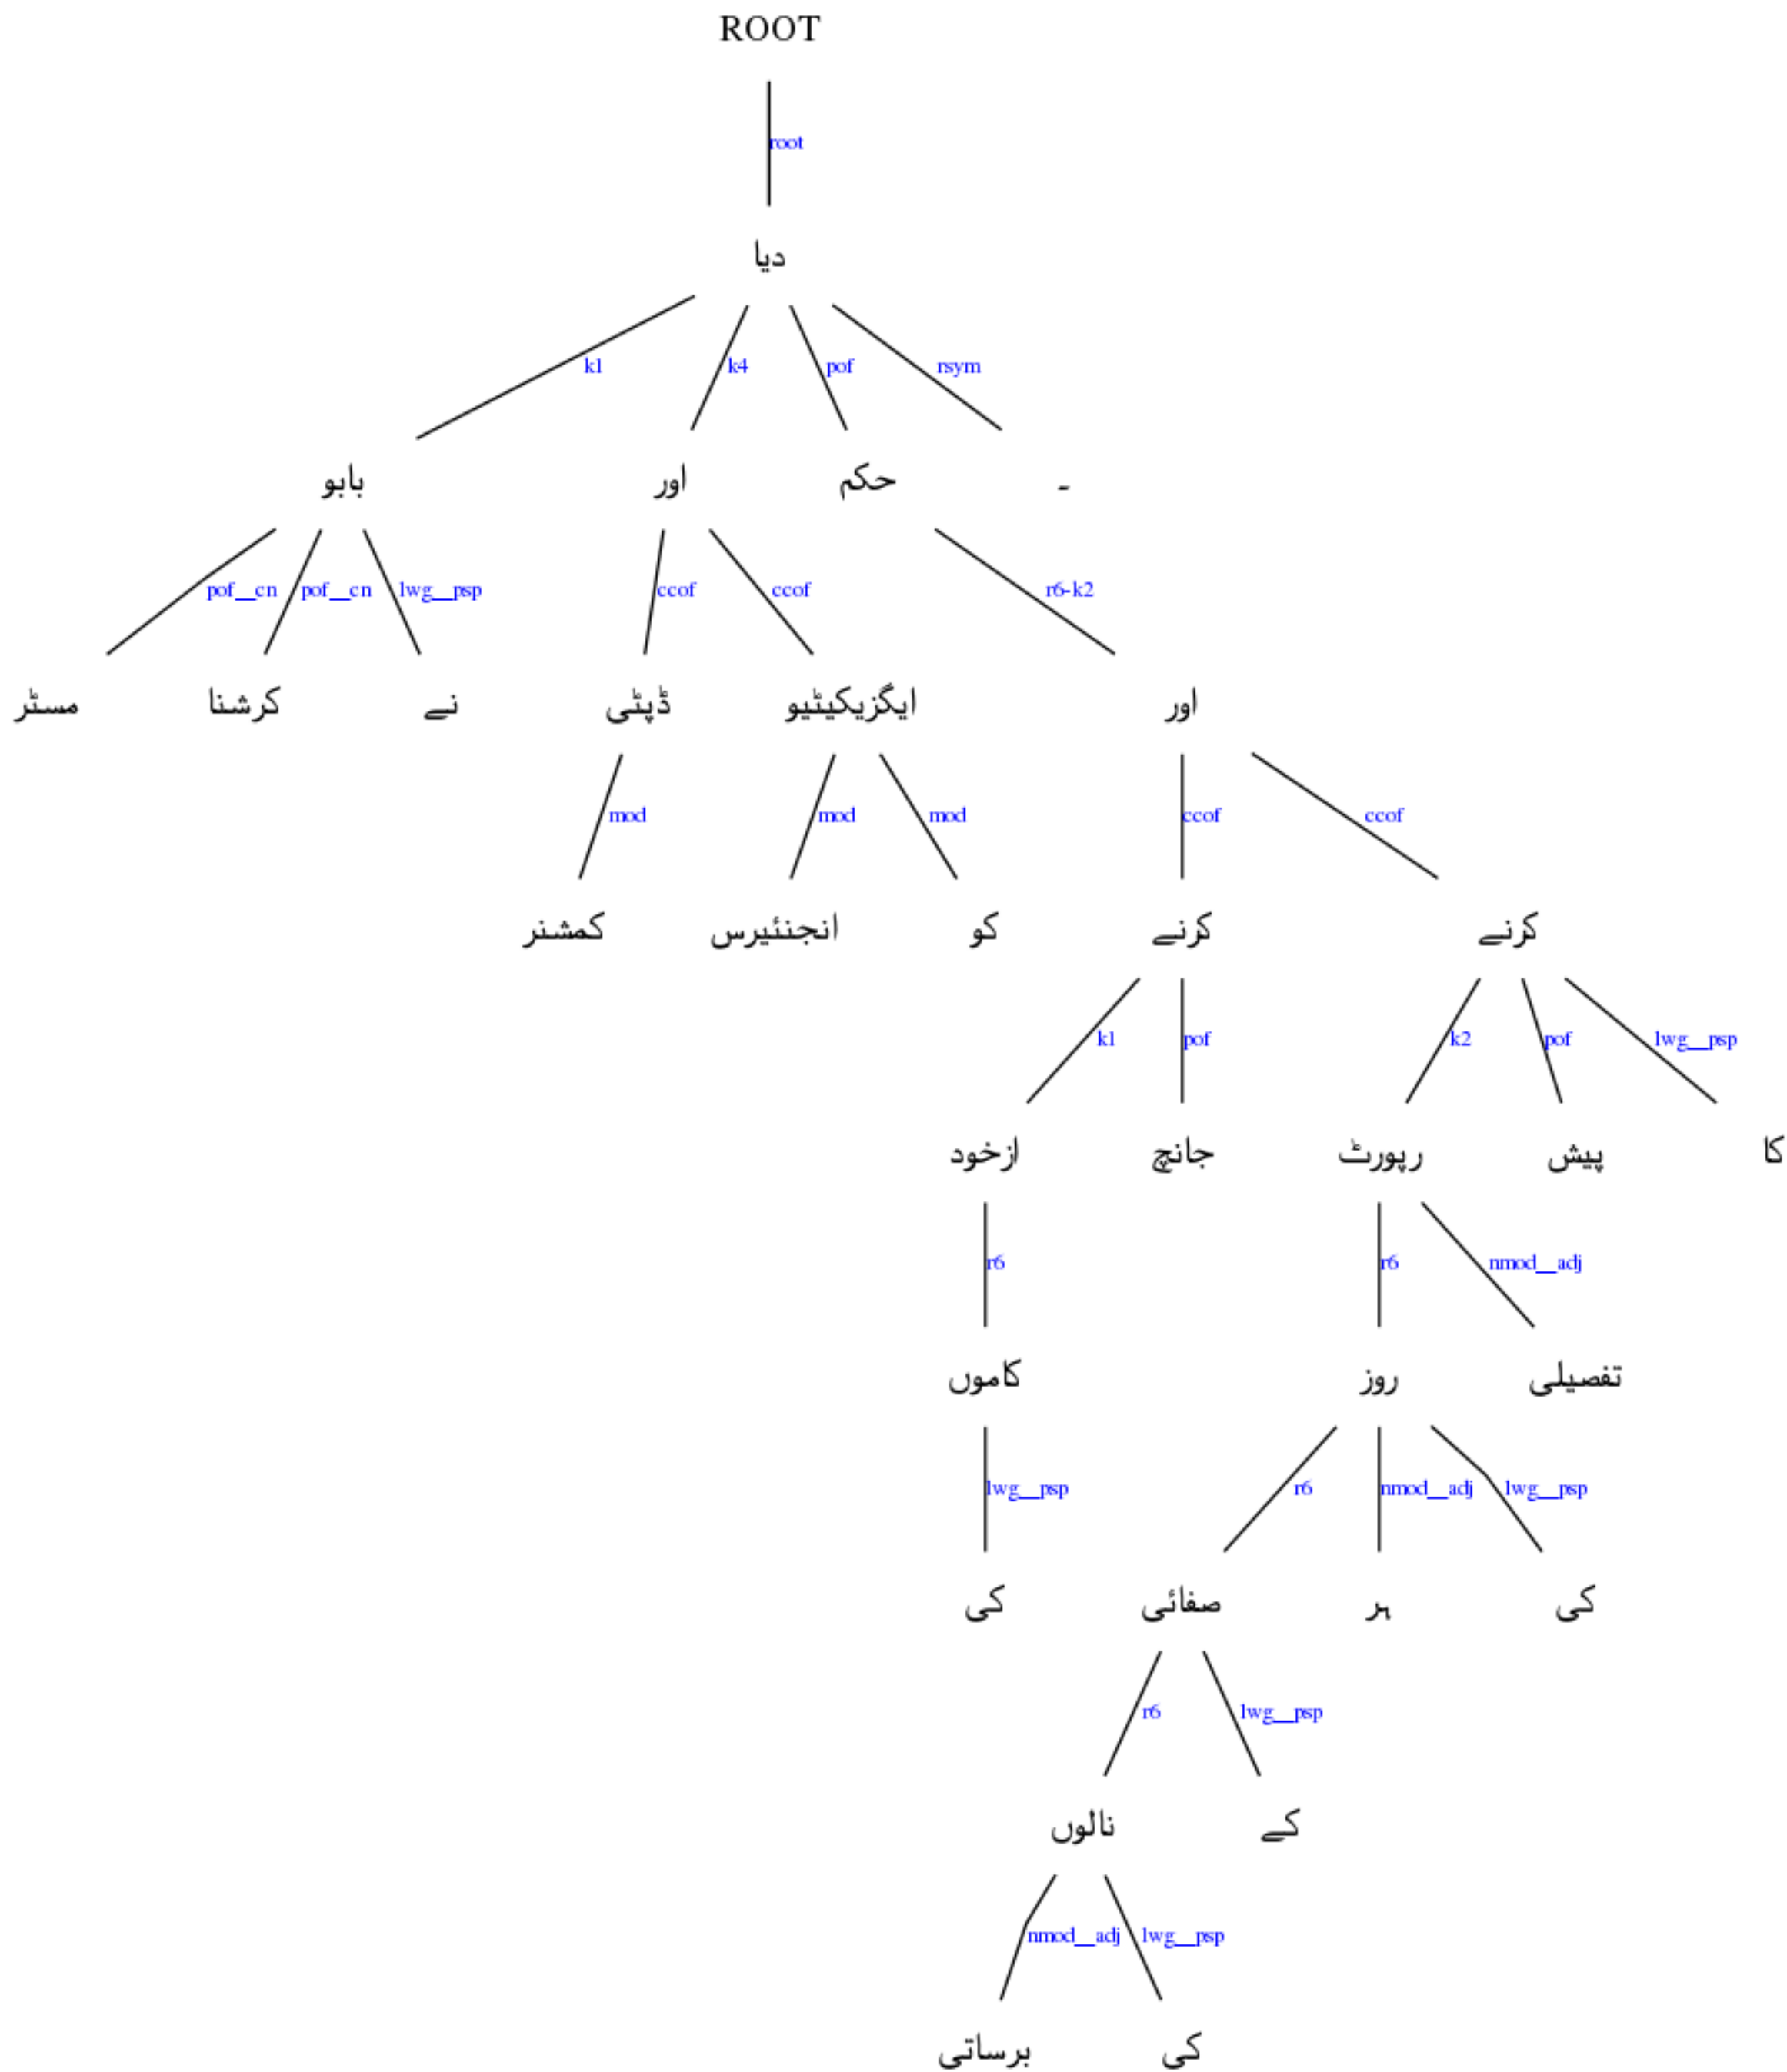 ROOT
root
دیا
k1 k4 pof rsym
بابو اور حکم ۔
pof__cn pof__cn lwg__psp ccof ccof r6-k2
مسٹر کرشنا نے ڈپٹی ایگزیکیٹیو اور
mod mod mod ccof ccof
کمشنر انجنئیرس کو کرنے کرنے
k1 pof k2 pof lwg__psp
ازخود جانچ رپورٹ پیش کا
r6 r6 nmod__adj
کاموں روز تفصیلی
lwg__psp r6 nmod__adj lwg__psp
کی صفائی ہر کی
r6 lwg__psp
نالوں کے
nmod__adj lwg__psp
برساتی کی